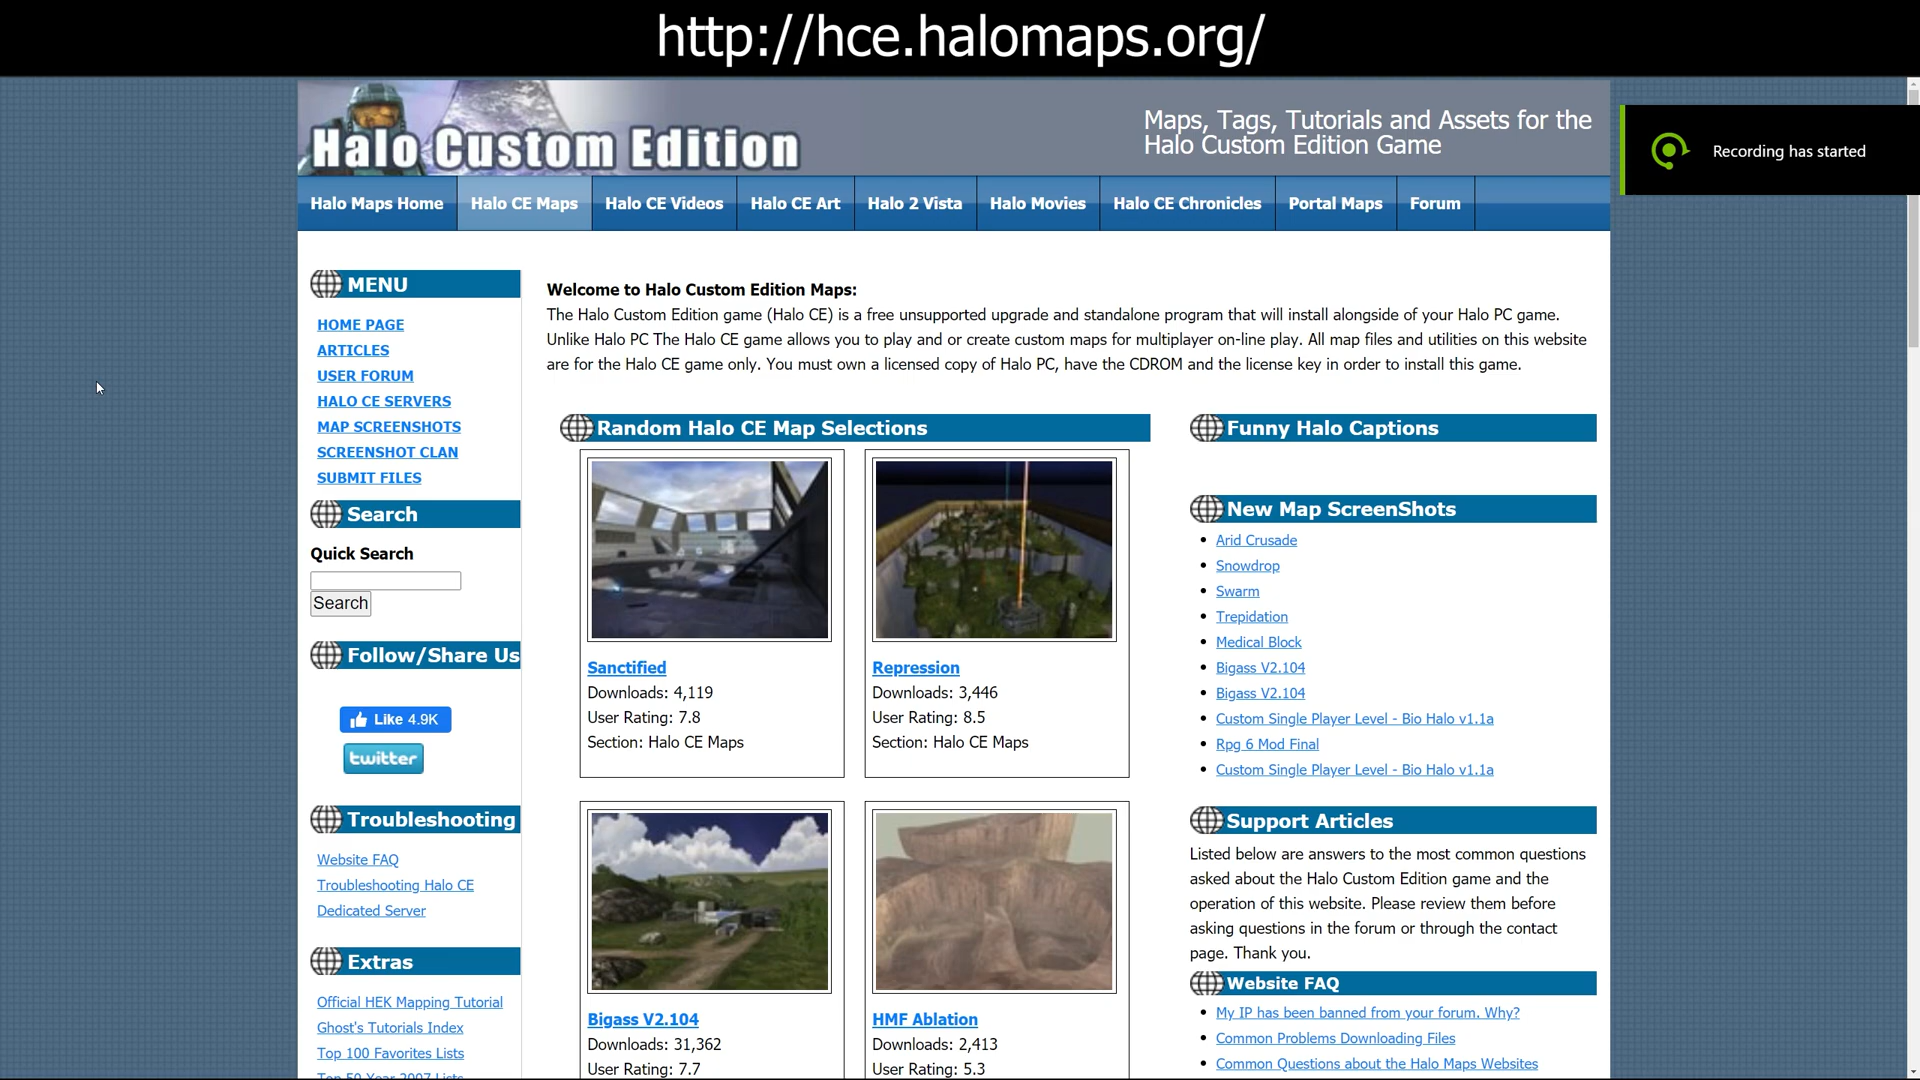 http://hce.halomaps.org/
Halo Custom Edition
Maps, Tags, Tutorials and Assets for the
Halo Custom Edition Game
Recording has started
Halo Maps Home
Halo CE Maps
Halo CE Videos
Halo CE Art
Halo 2 Vista
Halo Movies
Halo CE Chronicles
Portal Maps
Forum
MENU
HOME PAGE
ARTICLES
USER FORUM
HALO CE SERVERS
MAP SCREENSHOTS
SCREENSHOT CLAN
SUBMIT FILES
Search
Quick Search
Search
Follow/Share Us
Like 4.9K
twitter
Troubleshooting
Website FAQ
Troubleshooting Halo CE
Dedicated Server
Extras
Official HEK Mapping Tutorial
Ghost's Tutorials Index
Top 100 Favorites Lists
Top 50 Year 2007 Lists
Welcome to Halo Custom Edition Maps:
The Halo Custom Edition game (Halo CE) is a free unsupported upgrade and standalone program that will install alongside of your Halo PC game.
Unlike Halo PC The Halo CE game allows you to play and or create custom maps for multiplayer on-line play. All map files and utilities on this website
are for the Halo CE game only. You must own a licensed copy of Halo PC, have the CDROM and the license key in order to install this game.
Random Halo CE Map Selections
Sanctified
Downloads: 4,119
User Rating: 7.8
Section: Halo CE Maps
Repression
Downloads: 3,446
User Rating: 8.5
Section: Halo CE Maps
Bigass V2.104
Downloads: 31,362
User Rating: 7.7
HMF Ablation
Downloads: 2,413
User Rating: 5.3
Funny Halo Captions
New Map ScreenShots
Arid Crusade
Snowdrop
Swarm
Trepidation
Medical Block
Bigass V2.104
Bigass V2.104
Custom Single Player Level - Bio Halo v1.1a
Rpg 6 Mod Final
Custom Single Player Level - Bio Halo v1.1a
Support Articles
Listed below are answers to the most common questions
asked about the Halo Custom Edition game and the
operation of this website. Please review them before
asking questions in the forum or through the contact
page. Thank you.
Website FAQ
My IP has been banned from your forum. Why?
Common Problems Downloading Files
Common Questions about the Halo Maps Websites